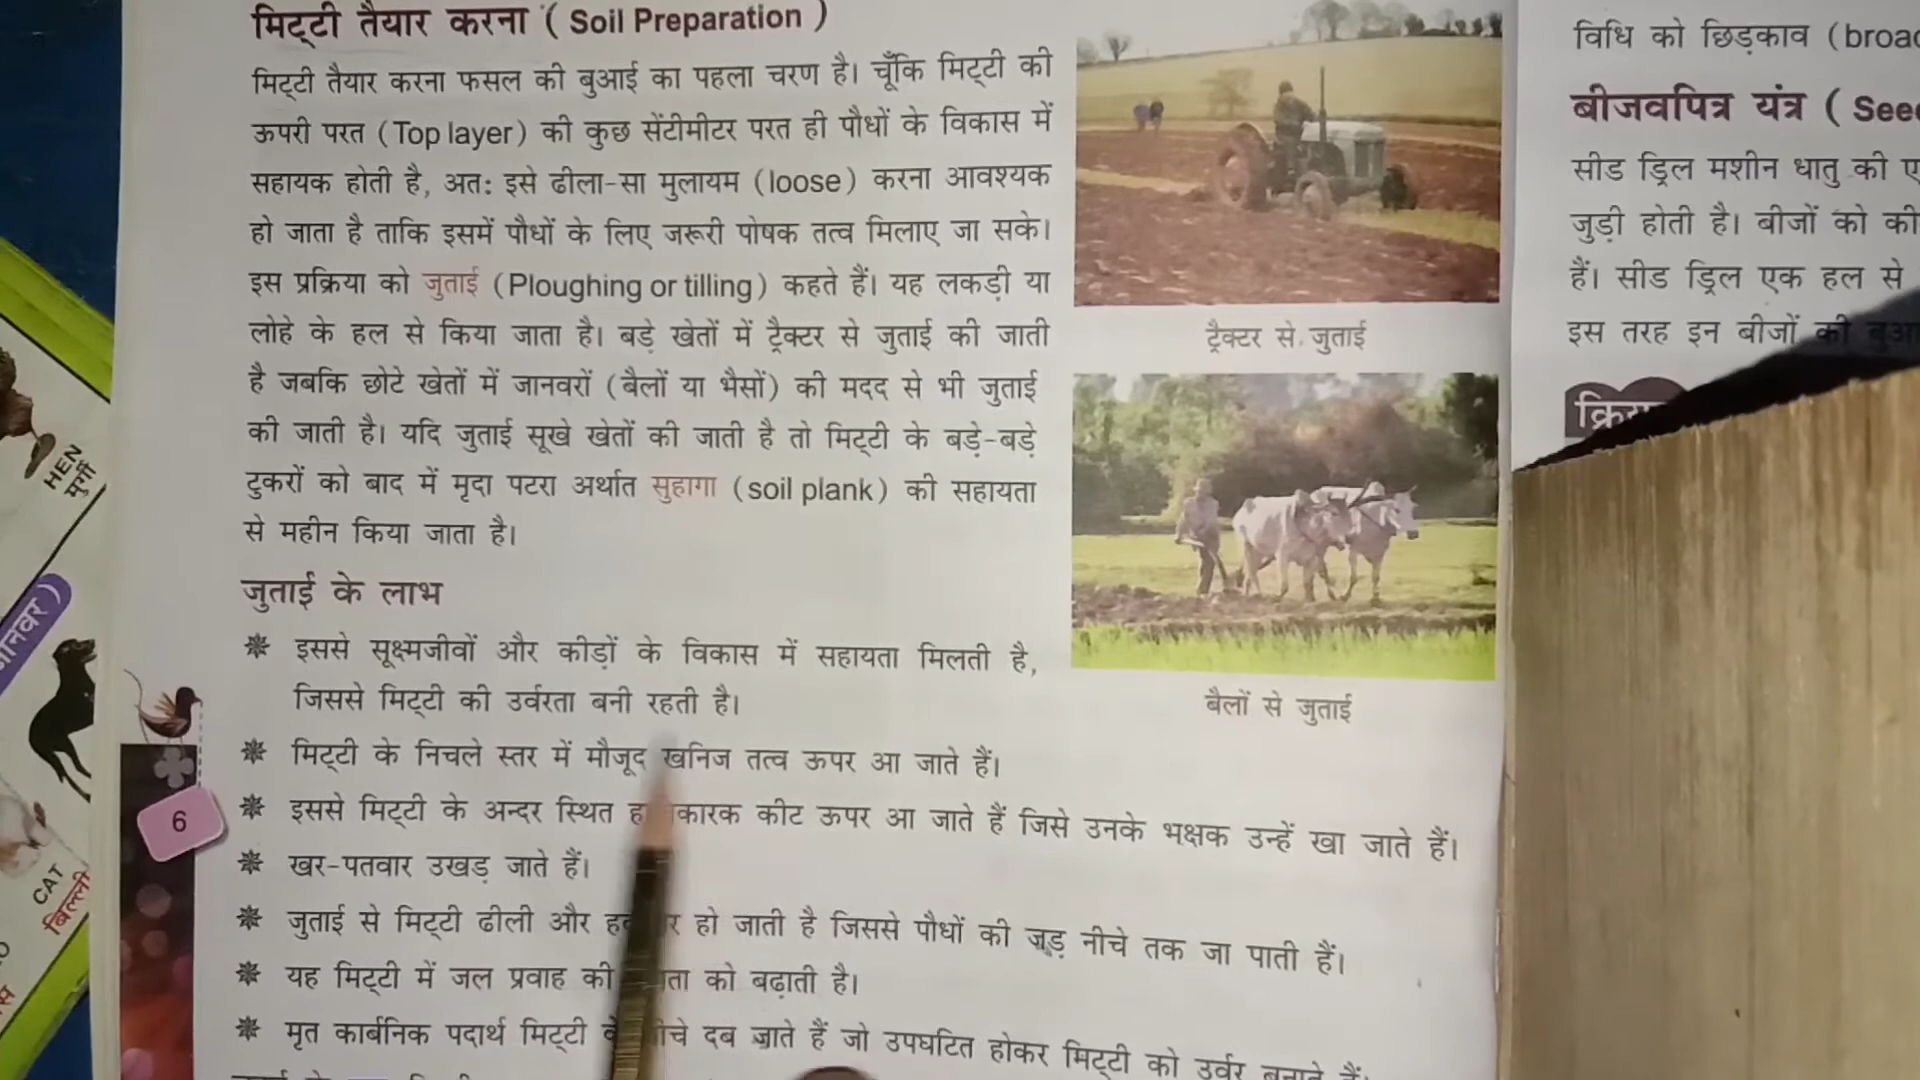 मिट्टी तैयार करना ( Soil Preparation )
मिट्टी तैयार करना फसल की बुआई का पहला चरण है। चूँकि मिट्टी की
ऊपरी परत (Top layer) की कुछ सेंटीमीटर परत ही पौधों के विकास में
सहायक होती है, अत: इसे ढीला-सा मुलायम (loose) करना आवश्यक
हो जाता है ताकि इसमें पौधों के लिए जरूरी पोषक तत्व मिलाए जा सके।
इस प्रक्रिया को जुताई (Ploughing or tilling) कहते हैं। यह लकड़ी या
लोहे के हल से किया जाता है। बड़े खेतों में ट्रैक्टर से जुताई की जाती
है जबकि छोटे खेतों में जानवरों (बैलों या भैसों) की मदद से भी जुताई
की जाती है। यदि जुताई सूखे खेतों की जाती है तो मिट्टी के बड़े-बड़े
टुकरों को बाद में मृदा पटरा अर्थात सुहागा (soil plank) की सहायता
से महीन किया जाता है।
ट्रैक्टर से जुताई
बैलों से जुताई
जुताई के लाभ
इससे सूक्ष्मजीवों और कीड़ों के विकास में सहायता मिलती है,
जिससे मिट्टी की उर्वरता बनी रहती है।
मिट्टी के निचले स्तर में मौजूद खनिज तत्व ऊपर आ जाते हैं।
इससे मिट्टी के अन्दर स्थित कारक कीट ऊपर आ जाते हैं जिसे उनके भक्षक उन्हें खा जाते हैं।
खर-पतवार उखड़ जाते हैं।
जुताई से मिट्टी ढीली और हो जाती है जिससे पौधों की जड़ नीचे तक जा पाती हैं।
यह मिट्टी में जल प्रवाह की को बढ़ाती है।
मृत कार्बनिक पदार्थ मिट्टी दब जाते हैं जो उपघटित होकर मिट्टी को उर्वर बनाते हैं।
6
विधि को छिड़काव (broad
बीजवपित्र यंत्र ( See
सीड ड्रिल मशीन धातु की
जुड़ी होती है। बीजों को की
हैं। सीड ड्रिल एक हल से
इस तरह इन बीजों की
HEN
मुर्गी
CAT
बिल्ली